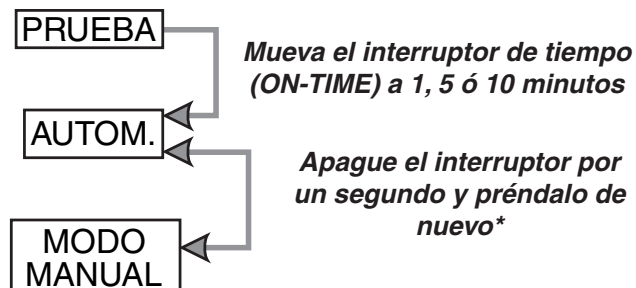 PRUEBA
Mueva el interruptor de tiempo
(ON-TIME) a 1, 5 ó 10 minutos
AUTOM.
Apague el interruptor por
un segundo y préndalo de
nuevo*
MODO
MANUAL